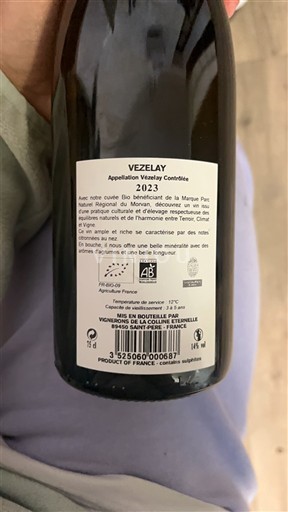 VEZELAY
Appellation Vézelay Contrôlée
2023
Avec notre cuvée Bio bénéficiant de la Marque Parc
Naturel Régional du Morvan, découvrez un vin issu
d'une pratique culturale et d'élevage respectueuse des
équilibres naturels et de l'harmonie entre Terroir, Climat
et Vigne.
Ce vin ample et riche se caractérise par des notes
citronnées au nez.
En bouche, il nous offre une belle minéralité avec des
arômes d'agrumes et une belle longueur.
AB
FR-BIO-09
Agriculture France
Température de service : 12°C
Capacité de vieillissement : 3 à 5 ans
MIS EN BOUTEILLE PAR
VIGNERONS DE LA COLLINE ETERNELLE
89450 SAINT-PERE - FRANCE
75 cl
14% vol
3 525060 000687
PRODUCT OF FRANCE - contains sulphites